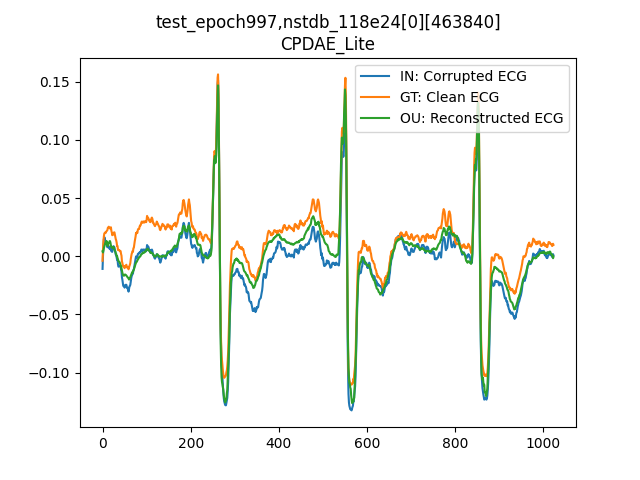 test_epoch997,nstdb_118e24[0][463840]
CPDAE_Lite
IN: Corrupted ECG
GT: Clean ECG
OU: Reconstructed ECG
0.15
0.10
0.05
0.00
−0.05
−0.10
0 200 400 600 800 1000